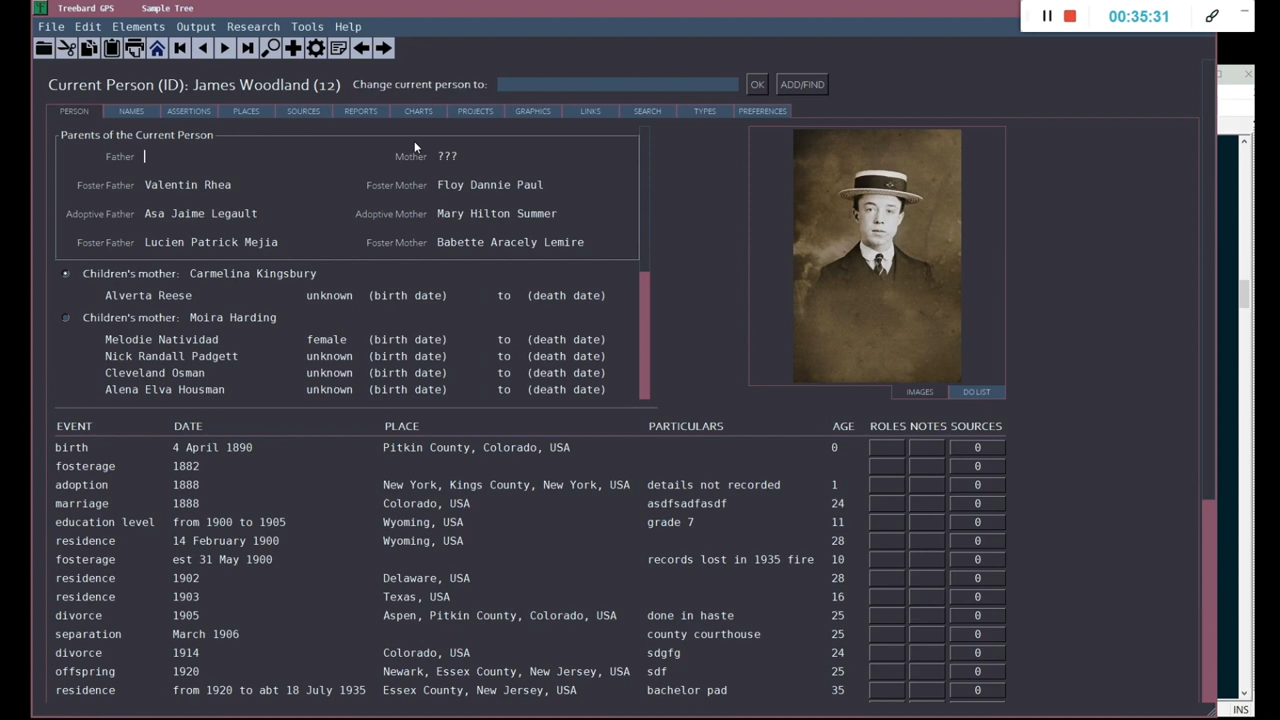 Treebard GPS Sample Tree
00:35:31
File Edit Elements Output Research Tools Help
Current Person (ID): James Woodland (12) Change current person to: OK ADD/FIND
PERSON NAMES ASSERTIONS PLACES SOURCES REPORTS CHARTS PROJECTS GRAPHICS LINKS SEARCH TYPES PREFERENCES
Parents of the Current Person
Father Mother ???
Foster Father Valentin Rhea Foster Mother Floy Dannie Paul
Adoptive Father Asa Jaime Legault Adoptive Mother Mary Hilton Summer
Foster Father Lucien Patrick Mejia Foster Mother Babette Aracely Lemire
Children's mother: Carmelina Kingsbury
Alverta Reese unknown (birth date) to (death date)
Children's mother: Moira Harding
Melodie Natividad female (birth date) to (death date)
Nick Randall Padgett unknown (birth date) to (death date)
Cleveland Osman unknown (birth date) to (death date)
Alena Elva Housman unknown (birth date) to (death date)
IMAGES DO LIST
EVENT DATE PLACE PARTICULARS AGE ROLES NOTES SOURCES
birth 4 April 1890 Pitkin County, Colorado, USA 0 0
fosterage 1882 0
adoption 1888 New York, Kings County, New York, USA details not recorded 1 0
marriage 1888 Colorado, USA asdfsadfasdf 24 0
education level from 1900 to 1905 Wyoming, USA grade 7 11 0
residence 14 February 1900 Wyoming, USA 28 0
fosterage est 31 May 1900 records lost in 1935 fire 10 0
residence 1902 Delaware, USA 28 0
residence 1903 Texas, USA 16 0
divorce 1905 Aspen, Pitkin County, Colorado, USA done in haste 25 0
separation March 1906 county courthouse 25 0
divorce 1914 Colorado, USA sdgfg 24 0
offspring 1920 Newark, Essex County, New Jersey, USA sdf 25 0
residence from 1920 to abt 18 July 1935 Essex County, New Jersey, USA bachelor pad 35 0
INS